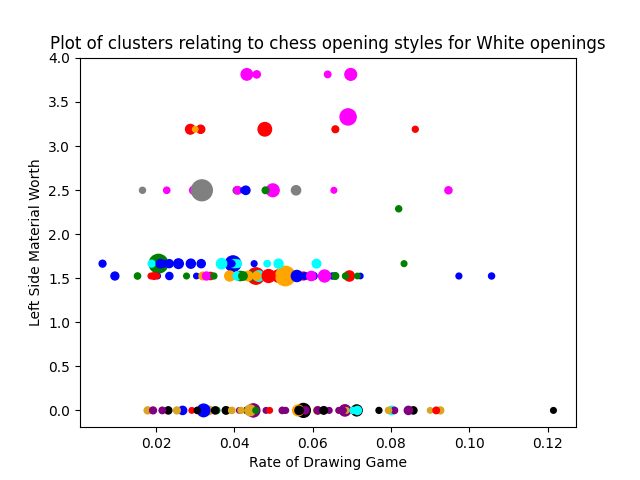 Plot of clusters relating to chess opening styles for White openings
Left Side Material Worth
4.0
3.5
3.0
2.5
2.0
1.5
1.0
0.5
0.0
0.02 0.04 0.06 0.08 0.10 0.12
Rate of Drawing Game